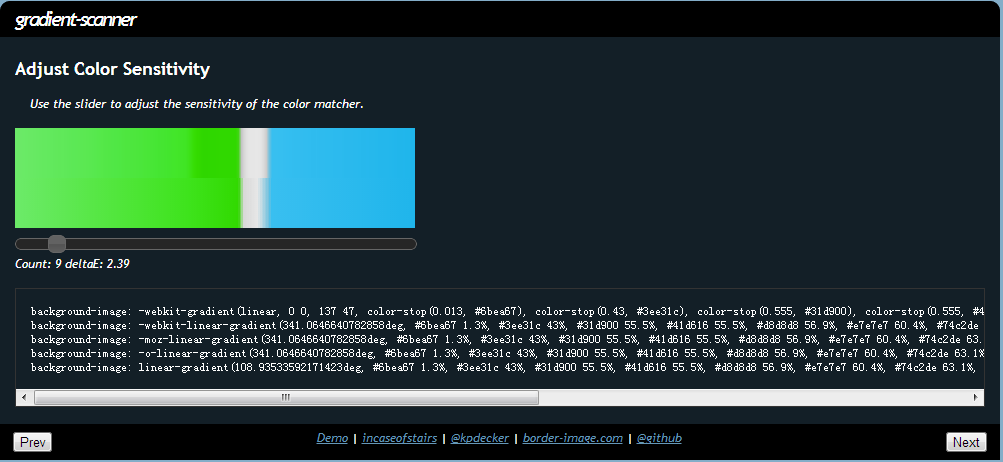 gradient-scanner
Adjust Color Sensitivity
Use the slider to adjust the sensitivity of the color matcher.
Count: 9 deltaE: 2.39
background-image: -webkit-gradient(linear, 0 0, 137 47, color-stop(0.013, #6bea67), color-stop(0.43, #3ee31c), color-stop(0.555, #31d900), color-stop(0.555, #4
background-image: -webkit-linear-gradient(341.0646640782858deg, #6bea67 1.3%, #3ee31c 43%, #31d900 55.5%, #41d616 55.5%, #d8d8d8 56.9%, #e7e7e7 60.4%, #74c2de
background-image: -moz-linear-gradient(341.0646640782858deg, #6bea67 1.3%, #3ee31c 43%, #31d900 55.5%, #41d616 55.5%, #d8d8d8 56.9%, #e7e7e7 60.4%, #74c2de 63.
background-image: -o-linear-gradient(341.0646640782858deg, #6bea67 1.3%, #3ee31c 43%, #31d900 55.5%, #41d616 55.5%, #d8d8d8 56.9%, #e7e7e7 60.4%, #74c2de 63.1%
background-image: linear-gradient(108.93533592171423deg, #6bea67 1.3%, #3ee31c 43%, #31d900 55.5%, #41d616 55.5%, #d8d8d8 56.9%, #e7e7e7 60.4%, #74c2de 63.1%,
Prev Demo | incaseofstairs | @kpdecker | border-image.com | @github Next